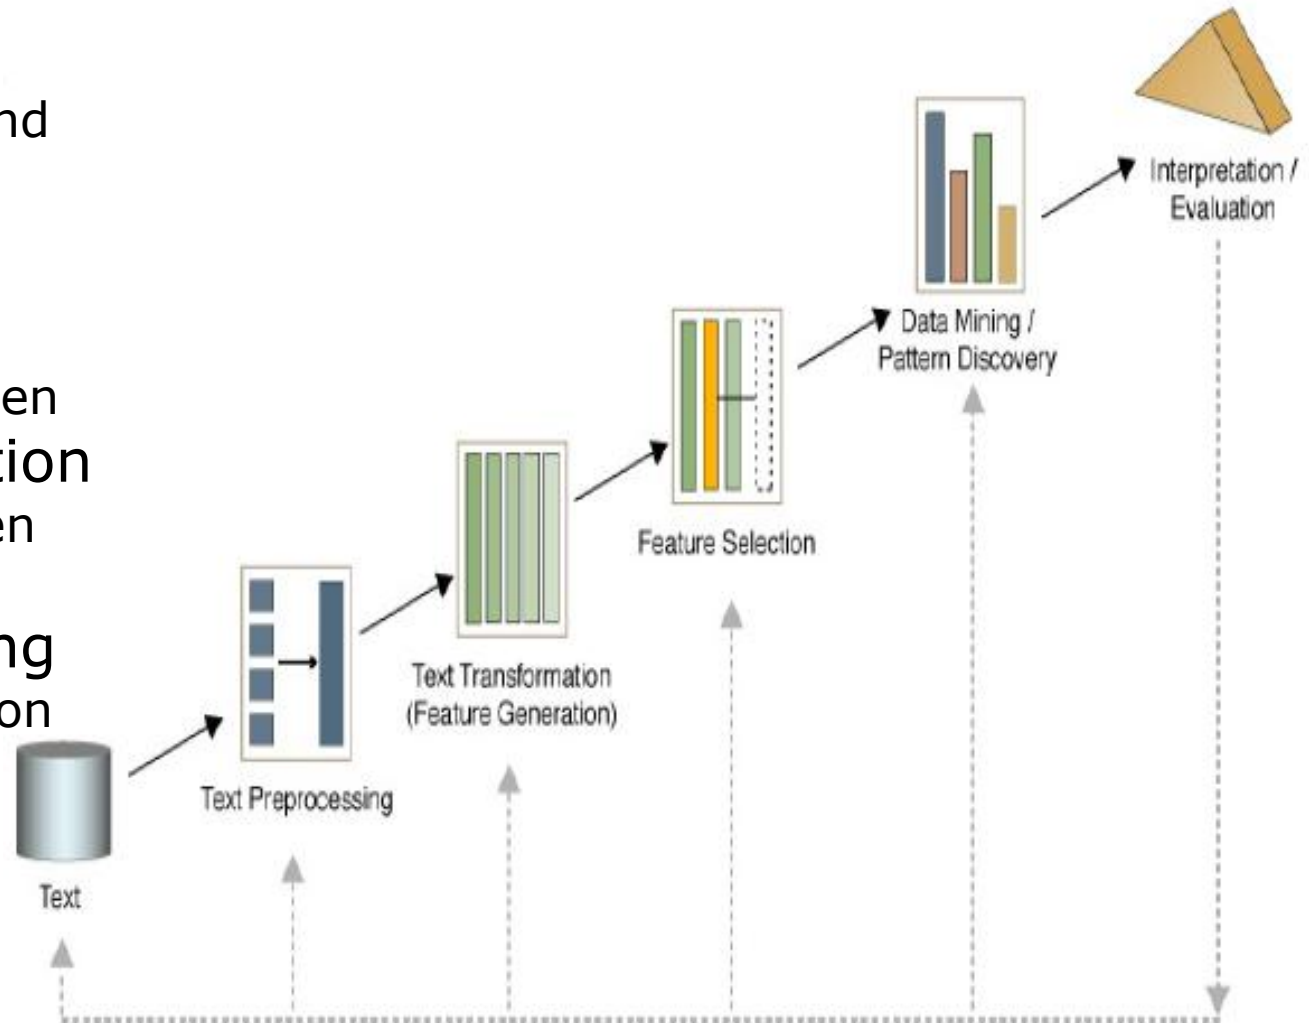 nd
en
tion
en
ng
on
Interpretation /
Evaluation
Data Mining /
Pattern Discovery
Feature Selection
Text Transformation
(Feature Generation)
Text Preprocessing
Text